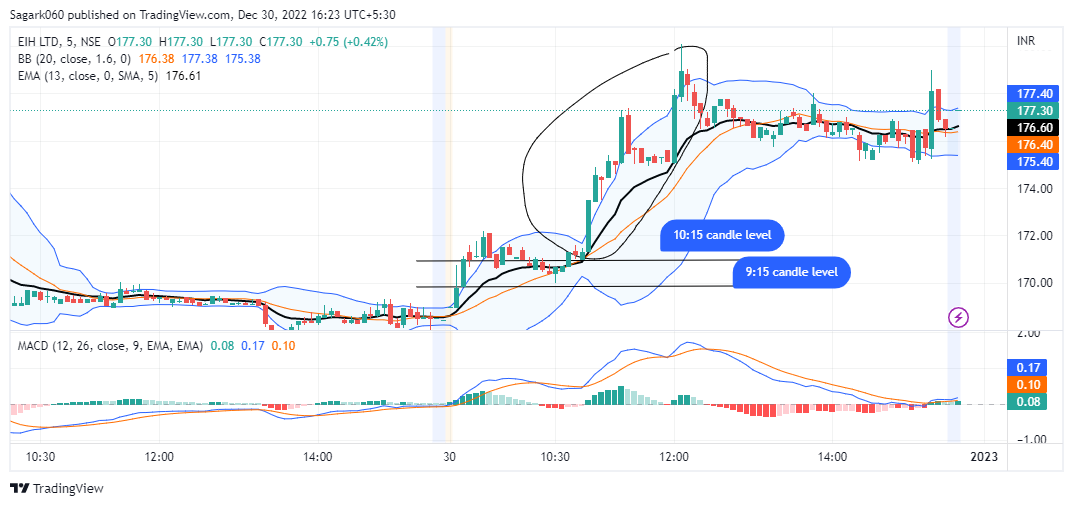 Sagark060 published on TradingView.com, Dec 30, 2022 16:23 UTC+5:30
EIH LTD, 5, NSE O177.30 H177.30 L177.30 C177.30 +0.75 (+0.42%)
INR
BB (20, close, 1.6, 0) 176.38 177.38 175.38
EMA (13, close, 0, SMA, 5) 176.61
177.40
177.30
176.60
176.40
175.40
174.00
172.00
170.00
10:15 candle level
9:15 candle level
2.00
MACD (12, 26, close, 9, EMA, EMA) 0.08 0.17 0.10
0.17
0.10
0.08
−1.00
10:30 12:00 14:00 30 10:30 12:00 14:00 2023
TradingView